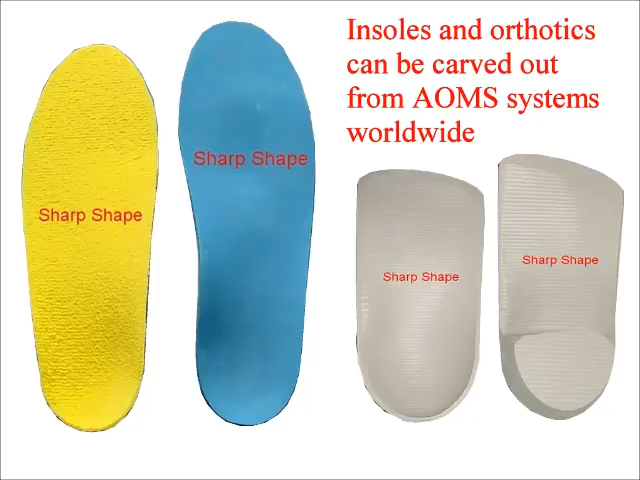 Insoles and orthotics
can be carved out
from AOMS systems
worldwide
Sharp Shape
Sharp Shape
Sharp Shape
Sharp Shape